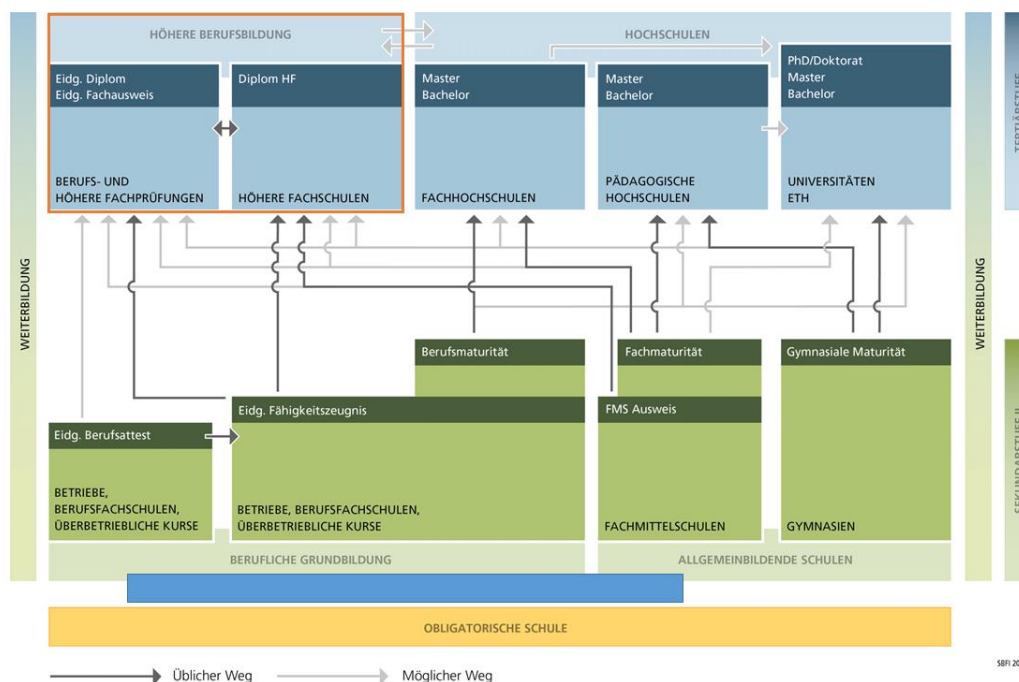 HÖHERE BERUFSBILDUNG
HOCHSCHULEN
Eidg. Diplom
Eidg. Fachausweis
Diplom HF
Master
Bachelor
Master
Bachelor
PhD/Doktorat
Master
Bachelor
BERUFS- UND
HÖHERE FACHPRÜFUNGEN
HÖHERE FACHSCHULEN
FACHHOCHSCHULEN
PÄDAGOGISCHE
HOCHSCHULEN
UNIVERSITÄTEN
ETH
WEITERBILDUNG
WEITERBILDUNG
Berufsmaturität
Fachmaturität
Gymnasiale Maturität
Eidg. Fähigkeitszeugnis
FMS Ausweis
Eidg. Berufsattest
BETRIEBE,
BERUFSFACHSCHULEN,
ÜBERBETRIEBLICHE KURSE
BETRIEBE, BERUFSFACHSCHULEN,
ÜBERBETRIEBLICHE KURSE
FACHMITTELSCHULEN
GYMNASIEN
BERUFLICHE GRUNDBILDUNG
ALLGEMEINBILDENDE SCHULEN
OBLIGATORISCHE SCHULE
Üblicher Weg
Möglicher Weg
SBFI 20